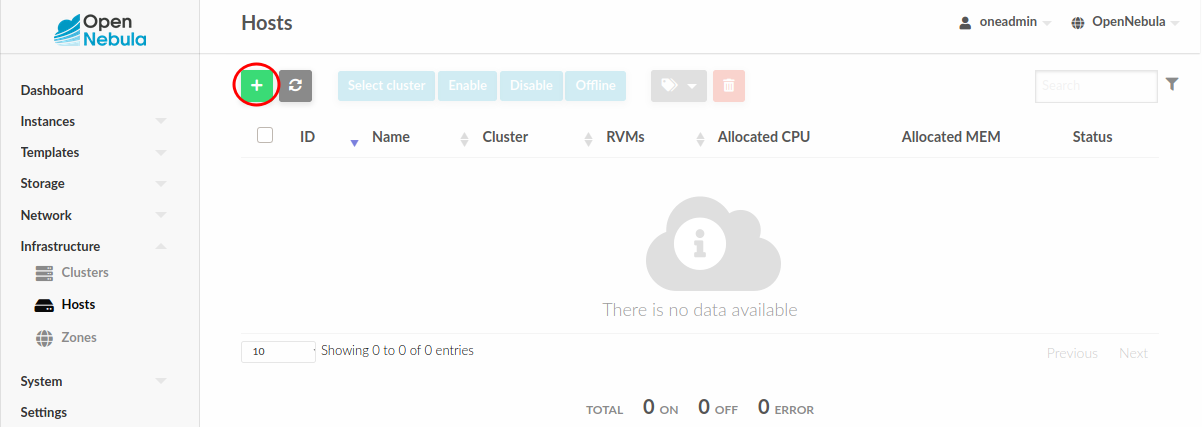 Open
Nebula
Hosts
oneadmin
OpenNebula
Dashboard
Instances
Templates
Storage
Network
Infrastructure
Clusters
Hosts
Zones
System
Settings
+
Select cluster Enable Disable Offline
Search
ID Name Cluster RVMs Allocated CPU Allocated MEM Status
There is no data available
10 Showing 0 to 0 of 0 entries
Previous Next
TOTAL 0 ON 0 OFF 0 ERROR